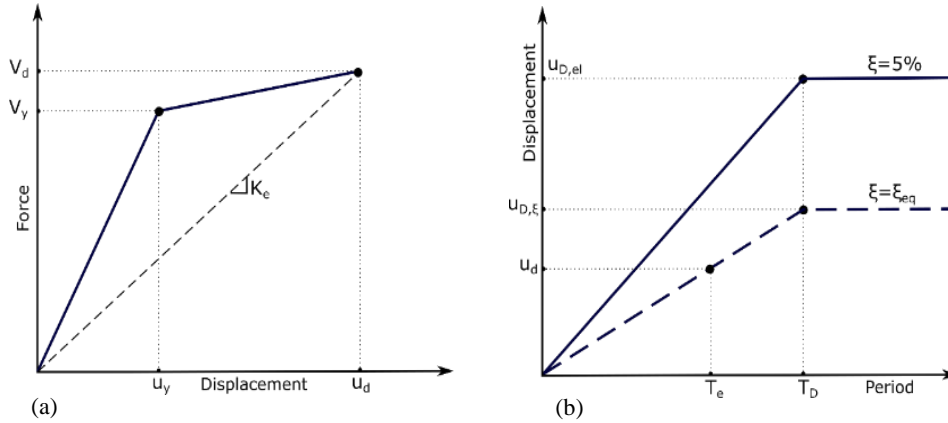 V_d
V_y
Force
K_e
u_y
Displacement
u_d
(a)
Displacement
u_D,el
ξ=5%
u_D,ξ
ξ=ξ_eq
u_d
T_e
T_D
Period
(b)